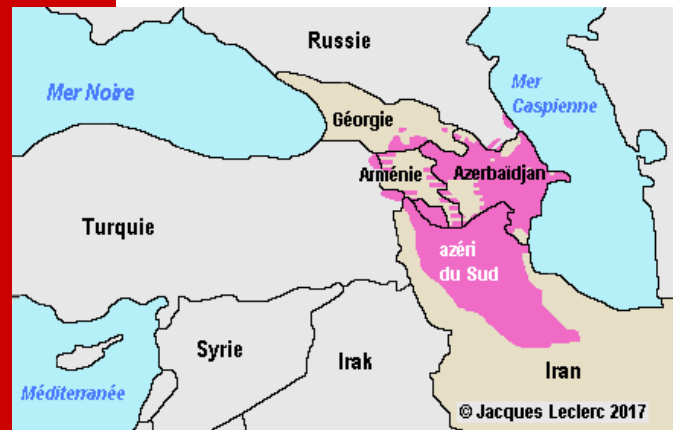 Russie
Mer Noire
Mer
Caspienne
Géorgie
Arménie
Azerbaïdjan
Turquie
azéri
du Sud
Syrie
Irak
Iran
Méditerranée
© Jacques Leclerc 2017